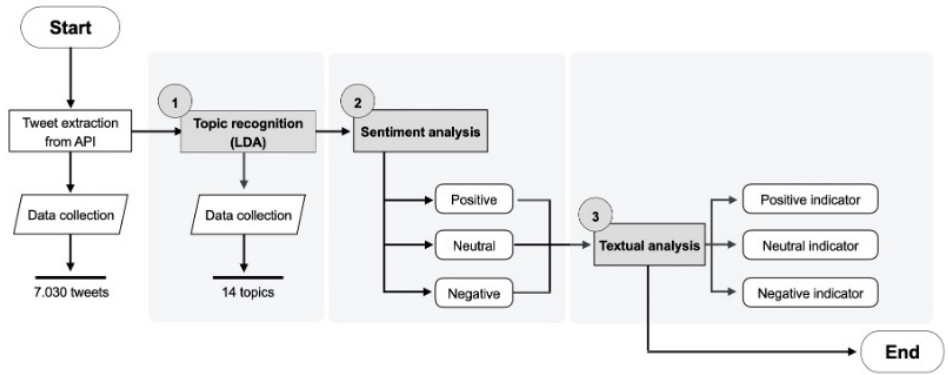 Start
Tweet extraction
from API
Data collection
7.030 tweets
1
Topic recognition
(LDA)
Data collection
14 topics
2
Sentiment analysis
Positive
Neutral
Negative
3
Textual analysis
Positive indicator
Neutral indicator
Negative indicator
End